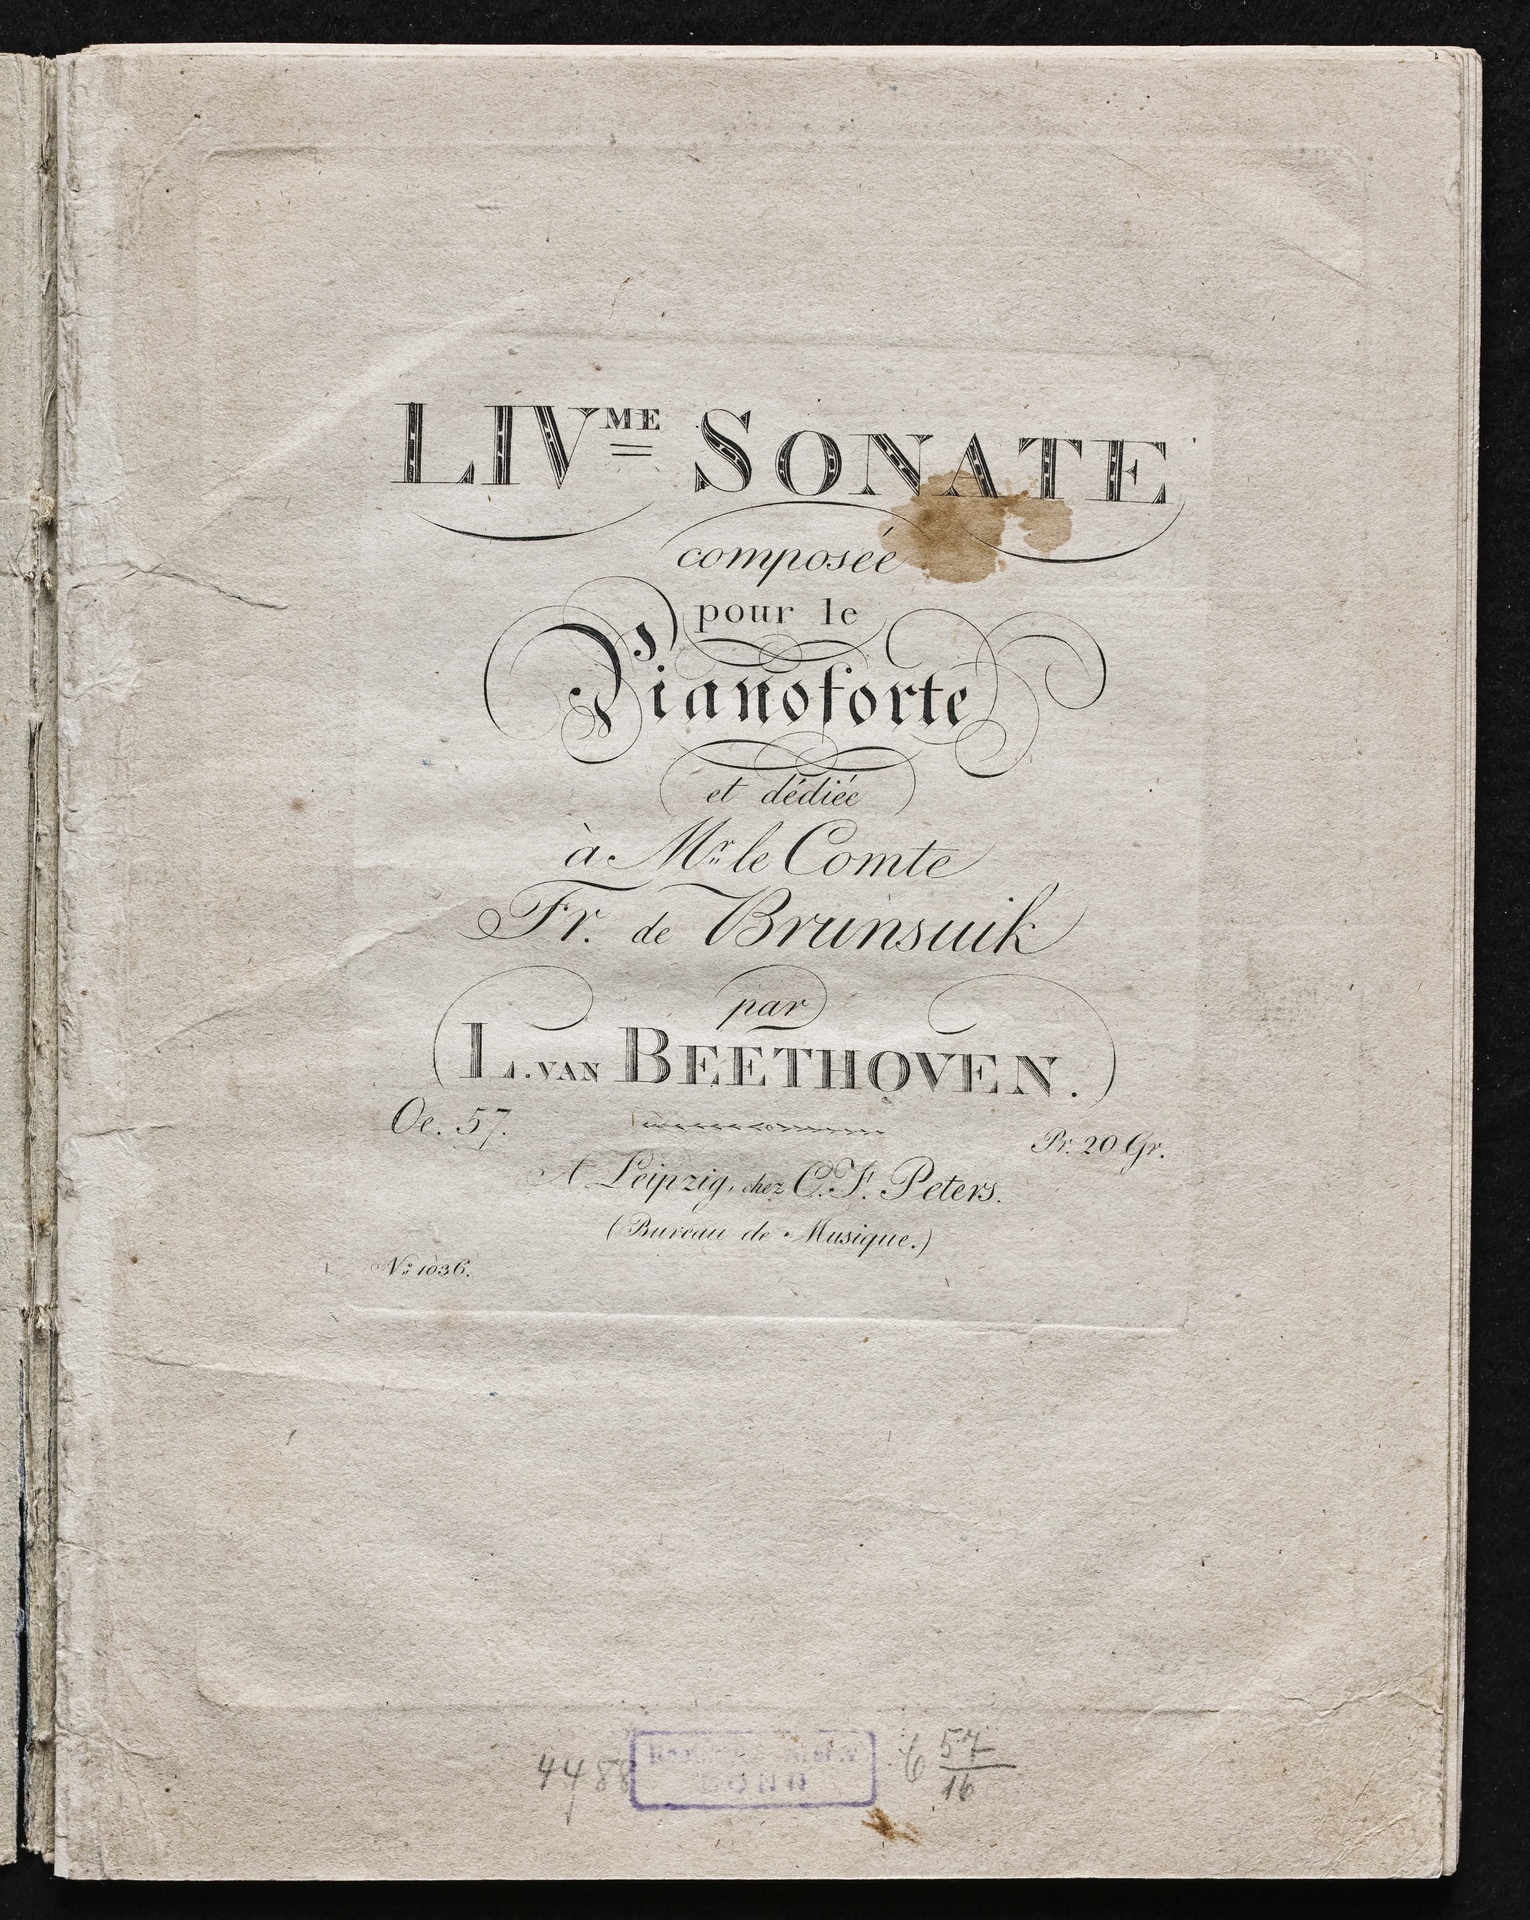 LIVME SONATE
composée
pour le
Pianoforte
et dédiée
à Mr. le Comte
Fr. de Brunsuik
par
L. VAN BEETHOVEN.
Oe. 57.
Pr. 20 Gr.
A Leipzig, chez C. F. Peters.
(Bureau de Musique.)
No. 1036.
4488
BONN
C 57
16